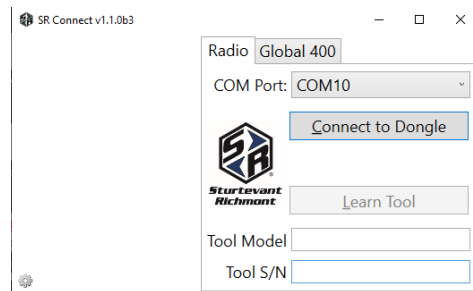 SR Connect v1.1.0b3
Radio Global 400
COM Port: COM10
Connect to Dongle
SR
Sturtevant
Richmont
Learn Tool
Tool Model
Tool S/N